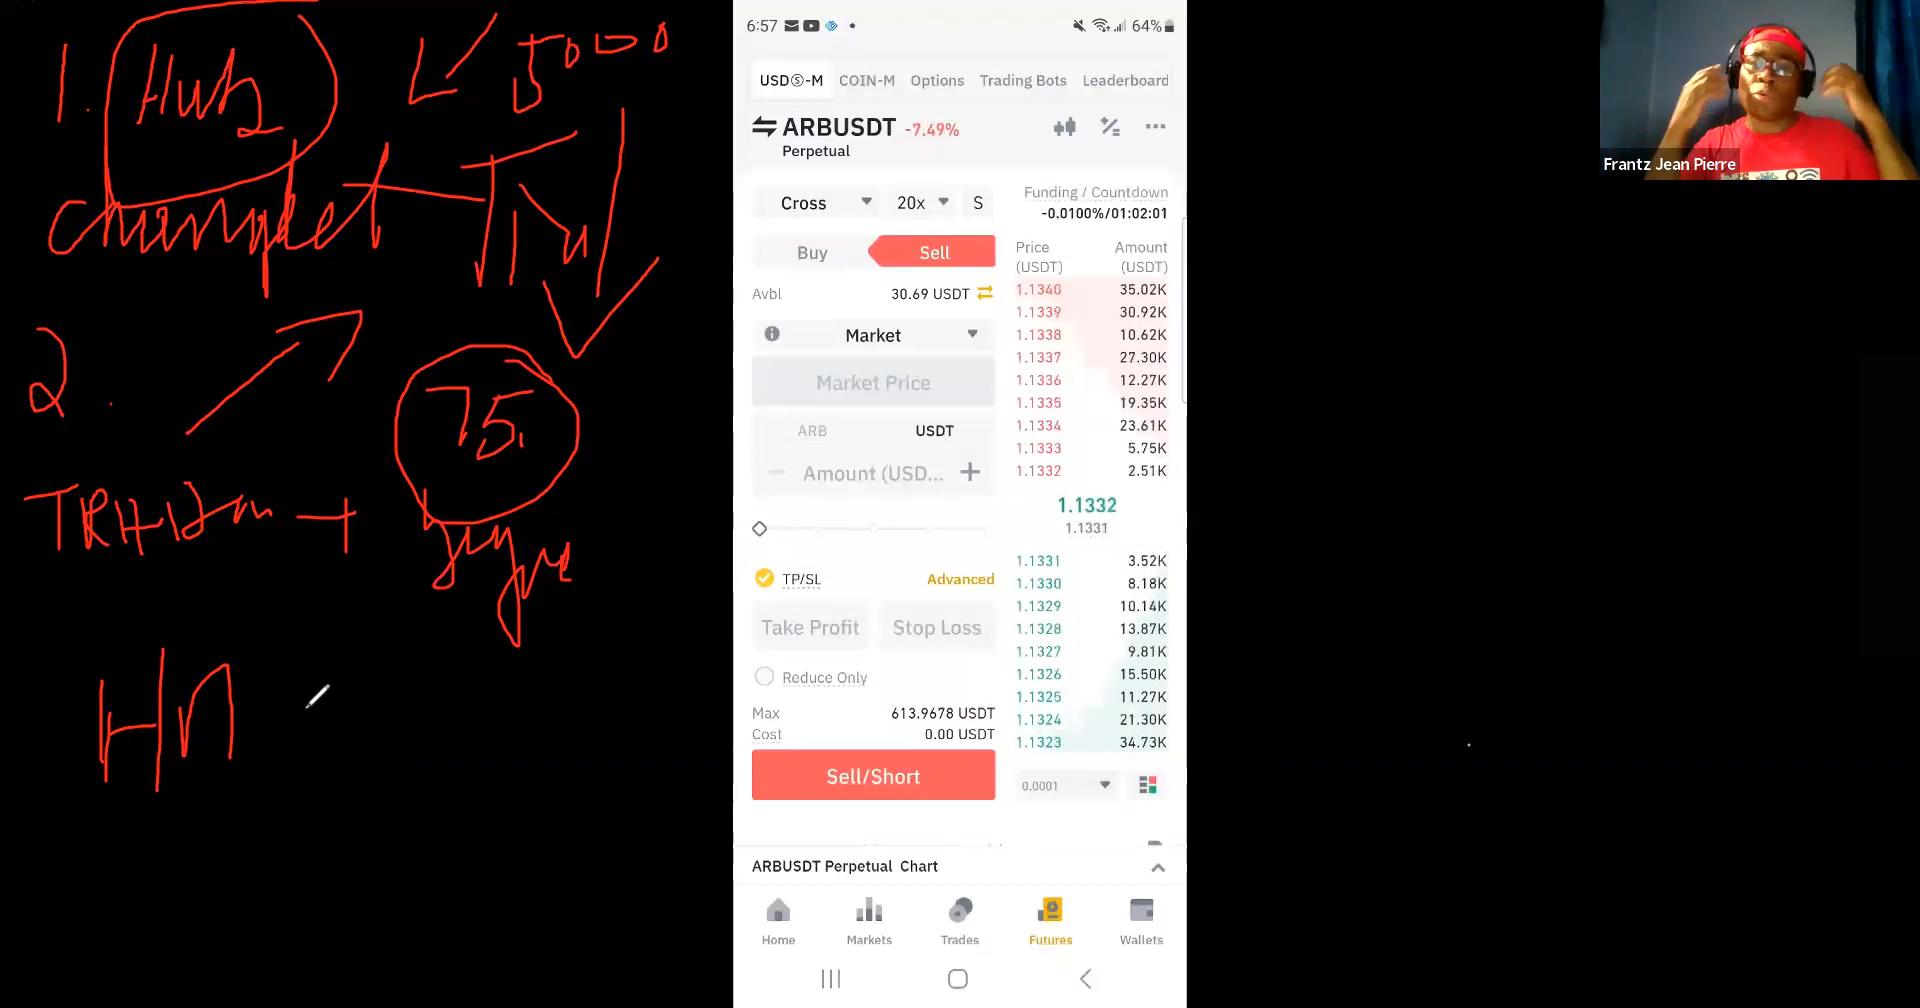 1. Hub
5000
2.
75.
6:57 64%
USDⓈ-M COIN-M Options Trading Bots Leaderboard
ARBUSDT -7.49%
Perpetual
Cross 20x S
Buy Sell
Avbl 30.69 USDT
Market
Market Price
ARB USDT
− Amount (USD... +
TP/SL Advanced
Take Profit Stop Loss
Reduce Only
Max 613.9678 USDT
Cost 0.00 USDT
Sell/Short
Funding / Countdown
-0.0100%/01:02:01
Price Amount
(USDT) (USDT)
1.1340 35.02K
1.1339 30.92K
1.1338 10.62K
1.1337 27.30K
1.1336 12.27K
1.1335 19.35K
1.1334 23.61K
1.1333 5.75K
1.1332 2.51K
1.1332
1.1331
1.1331 3.52K
1.1330 8.18K
1.1329 10.14K
1.1328 13.87K
1.1327 9.81K
1.1326 15.50K
1.1325 11.27K
1.1324 21.30K
1.1323 34.73K
0.0001
ARBUSDT Perpetual Chart
Home Markets Trades Futures Wallets
Frantz Jean Pierre